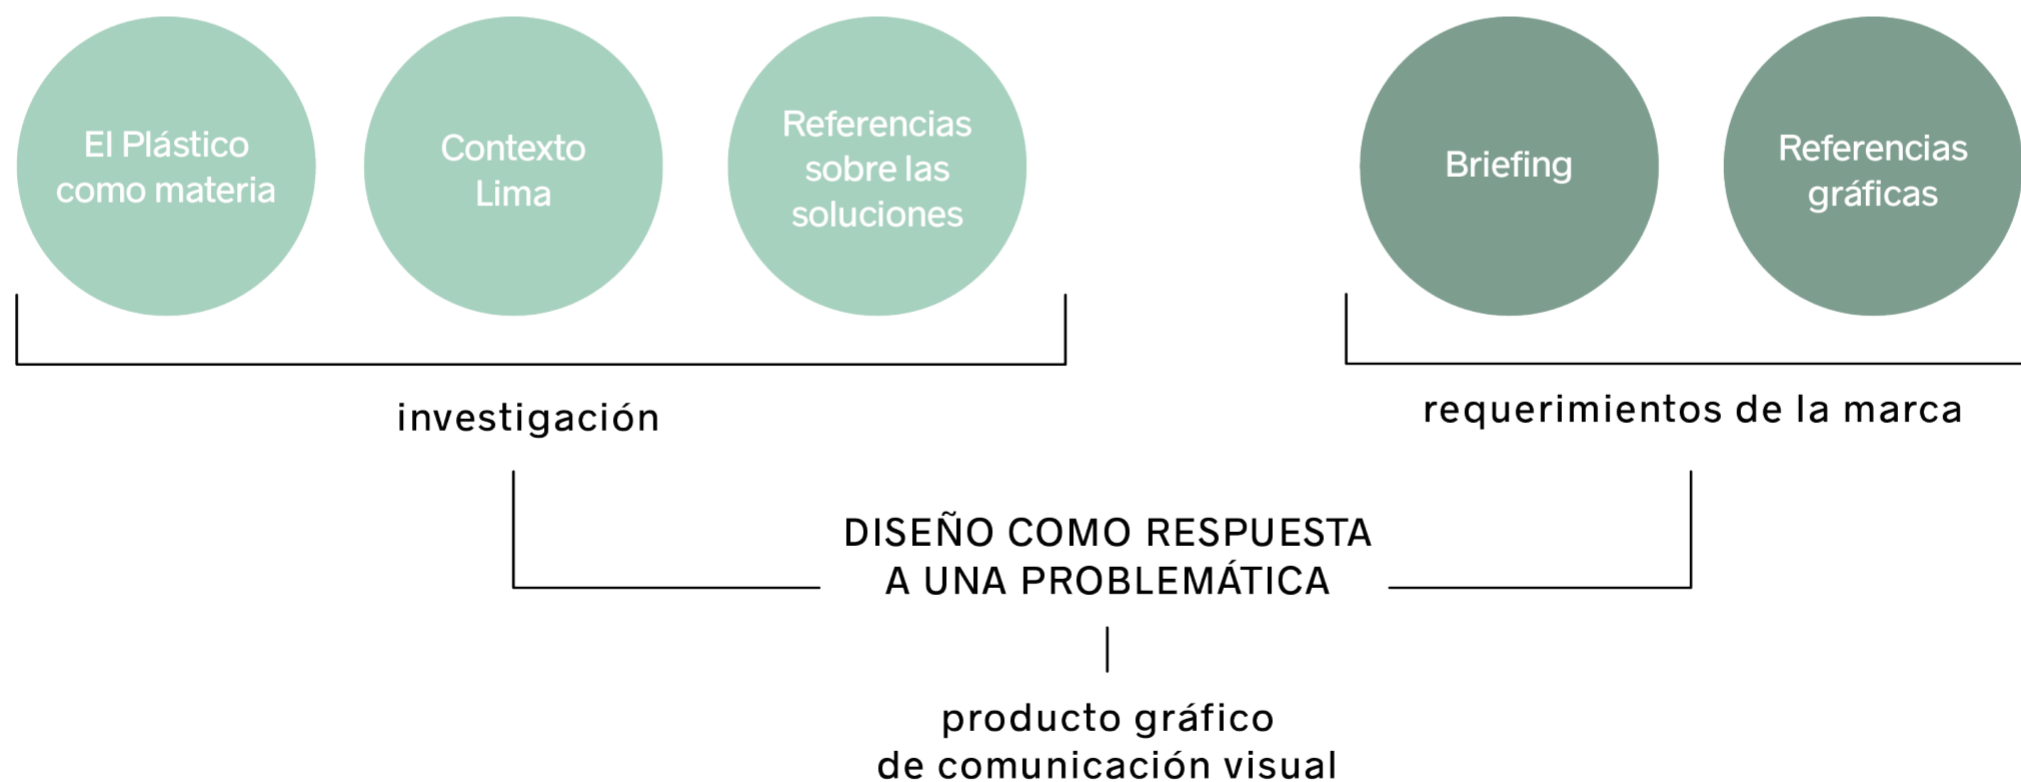 El Plástico
como materia
Contexto
Lima
Referencias
sobre las
soluciones
Briefing
Referencias
gráficas
investigación
requerimientos de la marca
DISEÑO COMO RESPUESTA
A UNA PROBLEMÁTICA
producto gráfico
de comunicación visual